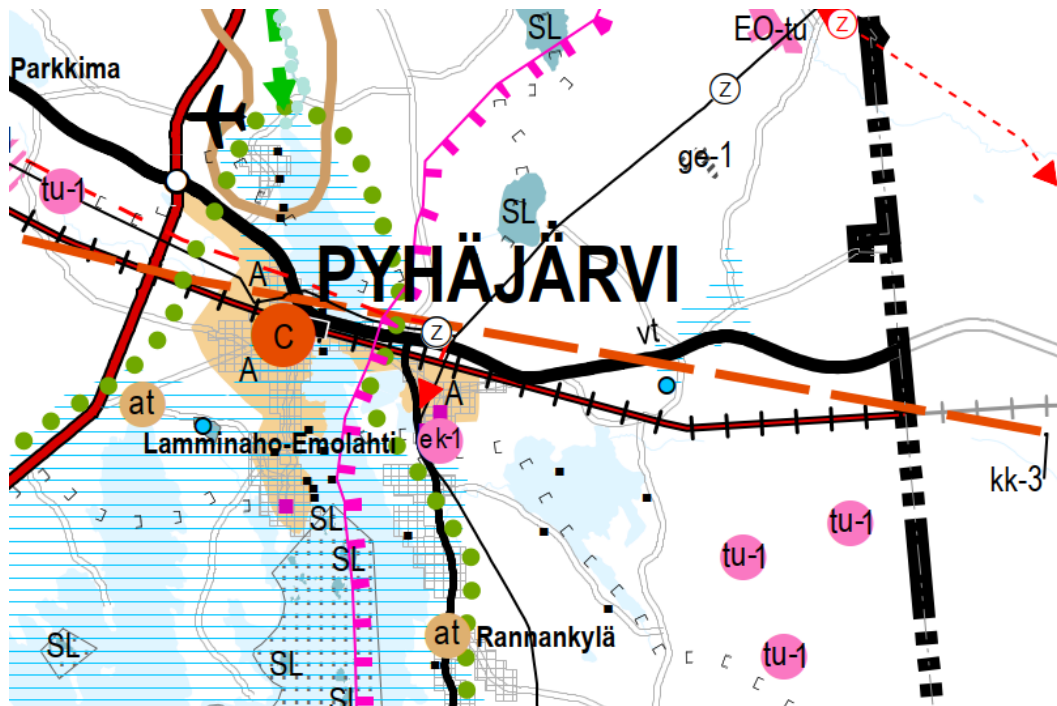 SL
EO-tu
Z
Parkkima
Z
ge-1
tu-1
SL
A
PYHÄJÄRVI
C
Z
vt
A
A
at
Lamminaho-Emolahti
ek-1
kk-3
SL
tu-1
SL
tu-1
SL
at
Rannankylä
SL
tu-1
SL